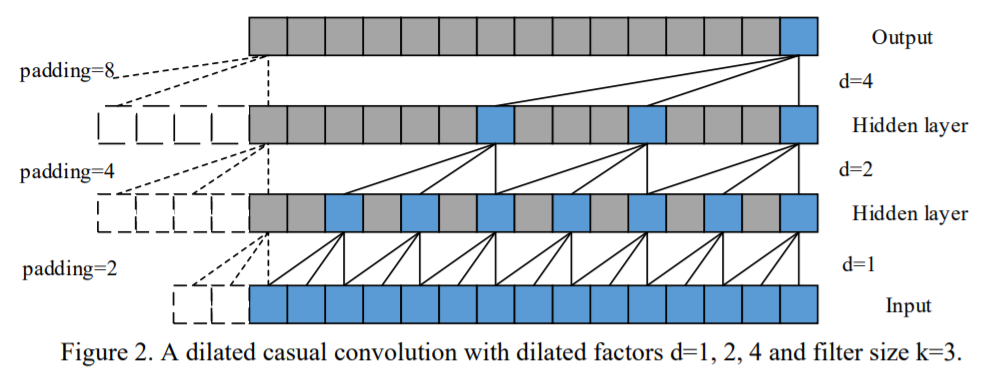 Output
padding=8
d=4
Hidden layer
padding=4
d=2
Hidden layer
padding=2
d=1
Input
Figure 2. A dilated casual convolution with dilated factors d=1, 2, 4 and filter size k=3.